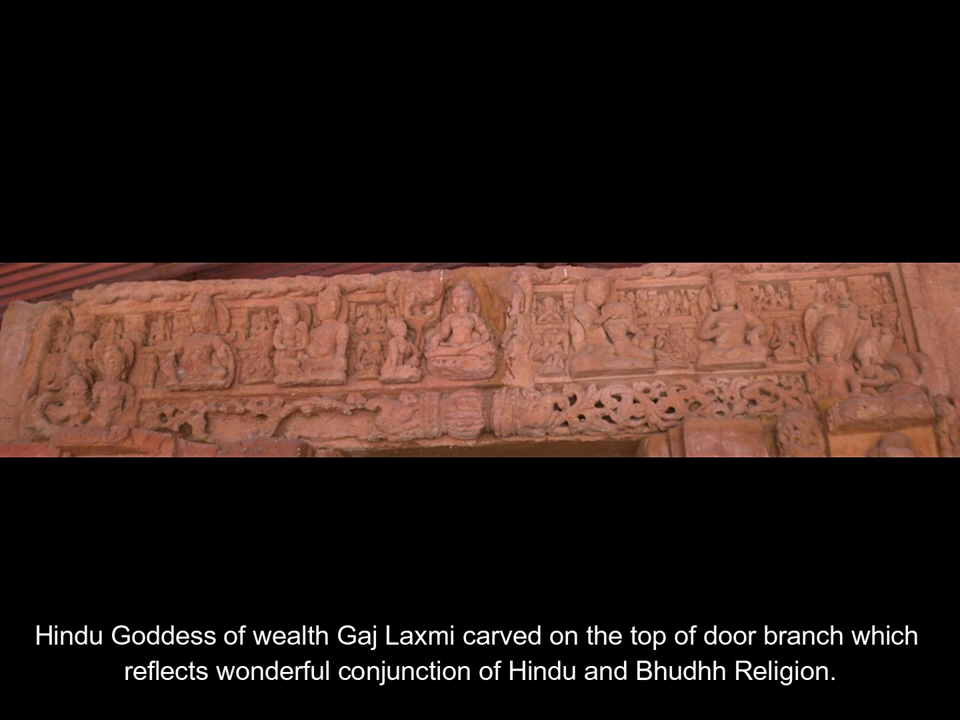 Hindu Goddess of wealth Gaj Laxmi carved on the top of door branch which
reflects wonderful conjunction of Hindu and Bhudhh Religion.